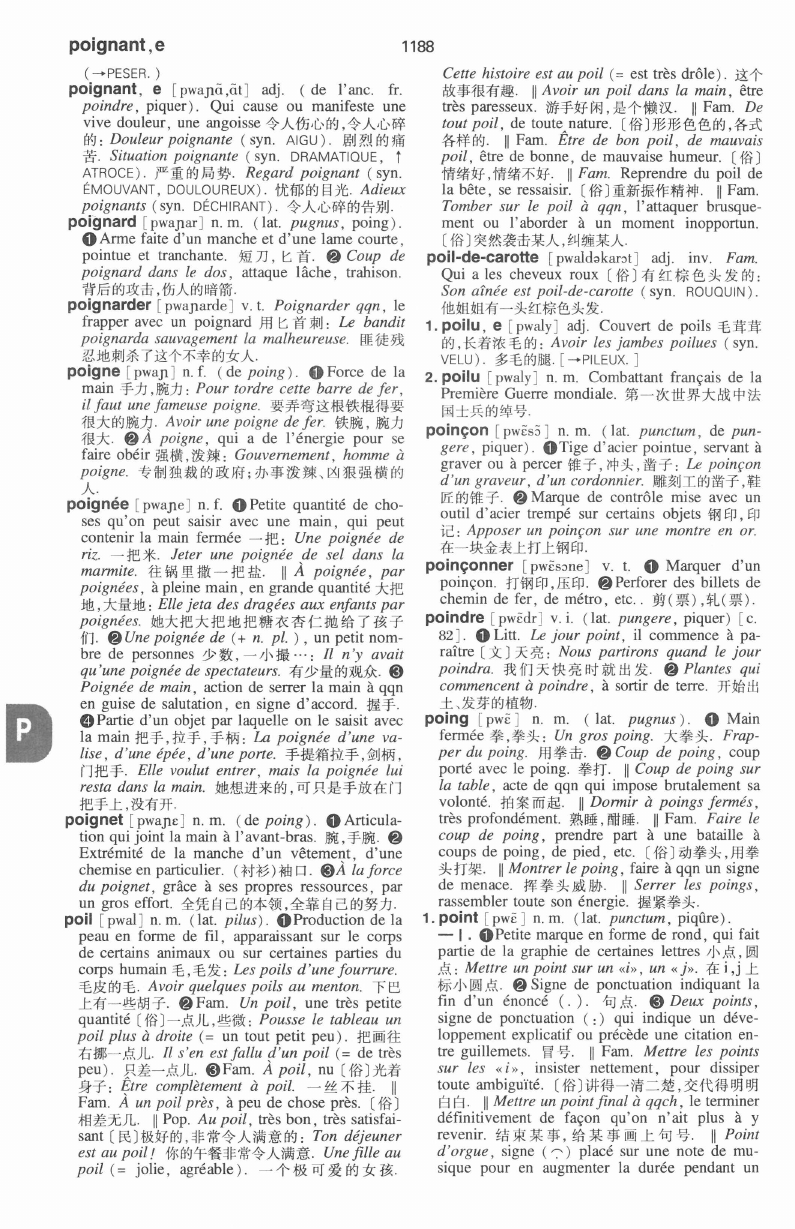 poignant,e
1188
(→PESER. )
poignant, e [pwaɲɑ̃,ɑ̃t] adj. ( de l'anc. fr.
poindre, piquer). Qui cause ou manifeste une
vive douleur, une angoisse 令人伤心的,令人心碎
的: Douleur poignante ( syn. AIGU). 剧烈的痛
苦. Situation poignante ( syn. DRAMATIQUE, ↑
ATROCE). 严重的局势. Regard poignant ( syn.
ÉMOUVANT, DOULOUREUX). 忧郁的目光. Adieux
poignants ( syn. DÉCHIRANT). 令人心碎的告别.
poignard [pwaɲar] n. m. (lat. pugnus, poing).
❶Arme faite d'un manche et d'une lame courte,
pointue et tranchante. 短刀,匕首. ❷ Coup de
poignard dans le dos, attaque lâche, trahison.
背后的攻击,伤人的暗箭.
poignarder [pwaɲarde] v. t. Poignarder qqn, le
frapper avec un poignard 用匕首刺: Le bandit
poignarda sauvagement la malheureuse. 匪徒残
忍地刺杀了这个不幸的女人.
poigne [pwaɲ] n. f. (de poing). ❶Force de la
main 手力,腕力: Pour tordre cette barre de fer,
il faut une fameuse poigne. 要弄弯这根铁棍得要
很大的腕力. Avoir une poigne de fer. 铁腕, 腕力
很大. ❷À poigne, qui a de l'énergie pour se
faire obéir 强横,泼辣: Gouvernement, homme à
poigne. 专制独裁的政府;办事泼辣、凶狠强横的
人.
poignée [pwaɲe] n. f. ❶Petite quantité de cho-
ses qu'on peut saisir avec une main, qui peut
contenir la main fermée 一把: Une poignée de
riz. 一把米. Jeter une poignée de sel dans la
marmite. 往锅里撒一把盐. ‖ À poignée, par
poignées, à pleine main, en grande quantité 大把
地,大量地: Elle jeta des dragées aux enfants par
poignées. 她大把大把地把糖衣杏仁抛给了孩子
们. ❷Une poignée de (+ n. pl. ), un petit nom-
bre de personnes 少数,一小撮…: Il n'y avait
qu'une poignée de spectateurs. 有少量的观众. ❸
Poignée de main, action de serrer la main à qqn
en guise de salutation, en signe d'accord. 握手.
❹Partie d'un objet par laquelle on le saisit avec
la main 把手,拉手,手柄: La poignée d'une va-
lise, d'une épée, d'une porte. 手提箱拉手,剑柄,
门把手. Elle voulut entrer, mais la poignée lui
resta dans la main. 她想进来的,可只是手放在门
把手上,没有开.
poignet [pwaɲɛ] n. m. (de poing). ❶Articula-
tion qui joint la main à l'avant-bras. 腕,手腕. ❷
Extrémité de la manche d'un vêtement, d'une
chemise en particulier. (衬衫)袖口. ❸À la force
du poignet, grâce à ses propres ressources, par
un gros effort. 全凭自己的本领,全靠自己的努力.
poil [pwal] n. m. (lat. pilus). ❶Production de la
peau en forme de fil, apparaissant sur le corps
de certains animaux ou sur certaines parties du
corps humain 毛,毛发: Les poils d'une fourrure.
毛皮的毛. Avoir quelques poils au menton. 下巴
上有一些胡子. ❷Fam. Un poil, une très petite
quantité〔俗〕一点儿,些微: Pousse le tableau un
poil plus à droite (= un tout petit peu). 把画往
右挪一点儿. Il s'en est fallu d'un poil (= de très
peu). 只差一点儿. ❸Fam. À poil, nu〔俗〕光着
身子: Être complètement à poil. 一丝不挂. ‖
Fam. À un poil près, à peu de chose près. 〔俗〕
相差无几. ‖ Pop. Au poil, très bon, très satisfai-
sant〔民〕极好的,非常令人满意的: Ton déjeuner
est au poil! 你的午餐非常令人满意. Une fille au
poil (= jolie, agréable). 一个极可爱的女孩.
Cette histoire est au poil (= est très drôle). 这个
故事很有趣. ‖ Avoir un poil dans la main, être
très paresseux. 游手好闲,是个懒汉. ‖ Fam. De
tout poil, de toute nature. 〔俗〕形形色色的,各式
各样的. ‖ Fam. Être de bon poil, de mauvais
poil, être de bonne, de mauvaise humeur. 〔俗〕
情绪好,情绪不好. ‖ Fam. Reprendre du poil de
la bête, se ressaisir. 〔俗〕重新振作精神. ‖ Fam.
Tomber sur le poil à qqn, l'attaquer brusque-
ment ou l'aborder à un moment inopportun.
〔俗〕突然袭击某人,纠缠某人.
poil-de-carotte [pwaldəkarɔt] adj. inv. Fam.
Qui a les cheveux roux〔俗〕有红棕色头发的:
Son aînée est poil-de-carotte ( syn. ROUQUIN).
他姐姐有一头红棕色头发.
1. poilu, e [pwaly] adj. Couvert de poils 毛茸茸
的,长着浓毛的: Avoir les jambes poilues (syn.
VELU). 多毛的腿. [→PILEUX. ]
2. poilu [pwaly] n. m. Combattant français de la
Première Guerre mondiale. 第一次世界大战中法
国士兵的绰号.
poinçon [pwɛ̃sɔ̃] n. m. (lat. punctum, de pun-
gere, piquer). ❶Tige d'acier pointue, servant à
graver ou à percer 锥子,冲头,凿子: Le poinçon
d'un graveur, d'un cordonnier. 雕刻工的凿子,鞋
匠的锥子. ❷Marque de contrôle mise avec un
outil d'acier trempé sur certains objets 钢印,印
记: Apposer un poinçon sur une montre en or.
在一块金表上打上钢印.
poinçonner [pwɛ̃sɔne] v. t. ❶ Marquer d'un
poinçon. 打钢印,压印. ❷Perforer des billets de
chemin de fer, de métro, etc.. 剪(票),轧(票).
poindre [pwɛ̃dr] v. i. (lat. pungere, piquer) [c.
82]. ❶Litt. Le jour point, il commence à pa-
raître〔文〕天亮: Nous partirons quand le jour
poindra. 我们天快亮时就出发. ❷ Plantes qui
commencent à poindre, à sortir de terre. 开始出
土、发芽的植物.
poing [pwɛ̃] n. m. ( lat. pugnus). ❶ Main
fermée 拳,拳头: Un gros poing. 大拳头. Frap-
per du poing. 用拳击. ❷Coup de poing, coup
porté avec le poing. 拳打. ‖ Coup de poing sur
la table, acte de qqn qui impose brutalement sa
volonté. 拍案而起. ‖ Dormir à poings fermés,
très profondément. 熟睡,酣睡. ‖ Fam. Faire le
coup de poing, prendre part à une bataille à
coups de poing, de pied, etc. 〔俗〕动拳头,用拳
头打架. ‖ Montrer le poing, faire à qqn un signe
de menace. 挥拳头威胁. ‖ Serrer les poings,
rassembler toute son énergie. 握紧拳头.
1. point [pwɛ̃] n. m. (lat. punctum, piqûre).
— Ⅰ. ❶Petite marque en forme de rond, qui fait
partie de la graphie de certaines lettres 小点,圆
点: Mettre un point sur un «i», un «j». 在i,j上
标小圆点. ❷Signe de ponctuation indiquant la
fin d'un énoncé ( . ). 句点. ❸ Deux points,
signe de ponctuation (:) qui indique un déve-
loppement explicatif ou précède une citation en-
tre guillemets. 冒号. ‖ Fam. Mettre les points
sur les «i», insister nettement, pour dissiper
toute ambiguïté. 〔俗〕讲得一清二楚,交代得明明
白白. ‖ Mettre un point final à qqch, le terminer
définitivement de façon qu'on n'ait plus à y
revenir. 结束某事,给某事画上句号. ‖ Point
d'orgue, signe (𝄐) placé sur une note de mu-
sique pour en augmenter la durée pendant un
P